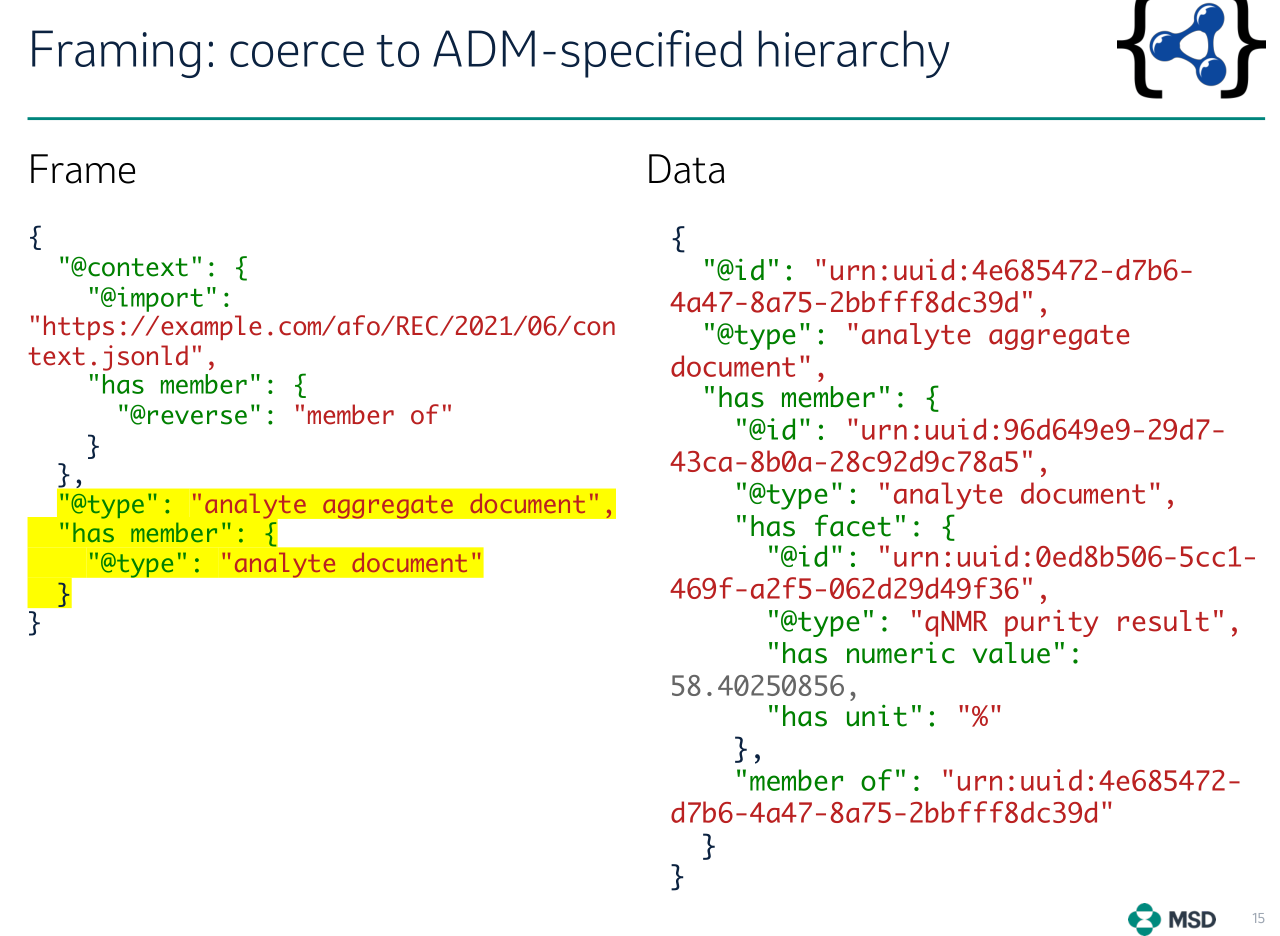 Framing: coerce to ADM-specified hierarchy
Frame
{
  "@context": {
    "@import":
"https://example.com/afo/REC/2021/06/con
text.jsonld",
    "has member": {
      "@reverse": "member of"
    }
  },
  "@type": "analyte aggregate document",
  "has member": {
    "@type": "analyte document"
  }
}
Data
{
  "@id": "urn:uuid:4e685472-d7b6-
4a47-8a75-2bbfff8dc39d",
  "@type": "analyte aggregate
document",
  "has member": {
    "@id": "urn:uuid:96d649e9-29d7-
43ca-8b0a-28c92d9c78a5",
    "@type": "analyte document",
    "has facet": {
      "@id": "urn:uuid:0ed8b506-5cc1-
469f-a2f5-062d29d49f36",
      "@type": "qNMR purity result",
      "has numeric value":
58.40250856,
      "has unit": "%"
    },
    "member of": "urn:uuid:4e685472-
d7b6-4a47-8a75-2bbfff8dc39d"
  }
}
MSD
15